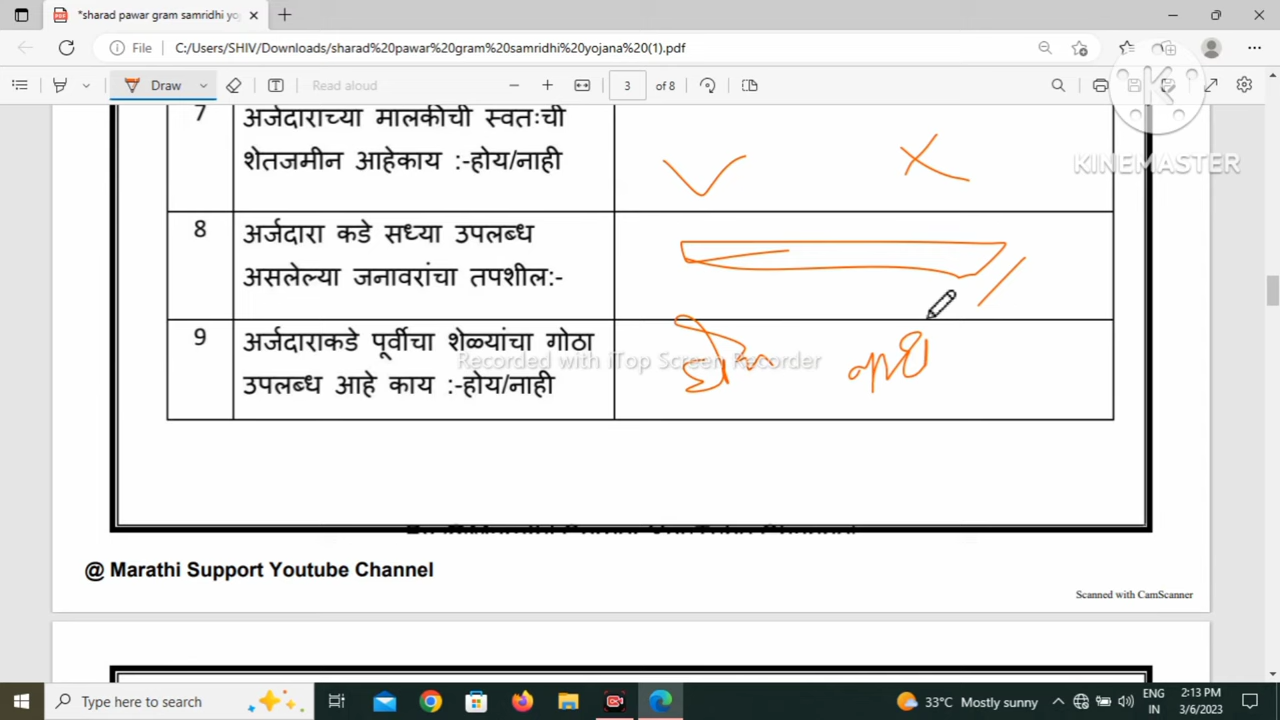 *sharad pawar gram samridhi yoj
File
C:/Users/SHIV/Downloads/sharad%20pawar%20gram%20samridhi%20yojana%20(1).pdf
Draw
Read aloud
3 of 8
KINEMASTER
7 अर्जदाराच्या मालकीची स्वतःची
शेतजमीन आहेकाय :-होय/नाही
8 अर्जदारा कडे सध्या उपलब्ध
असलेल्या जनावरांचा तपशील:-
9 अर्जदाराकडे पूर्वीचा शेळ्यांचा गोठा
Recorded with iTop Screen Recorder
उपलब्ध आहे काय :-होय/नाही
@ Marathi Support Youtube Channel
Scanned with CamScanner
Type here to search
33°C Mostly sunny
ENG
IN
2:13 PM
3/6/2023